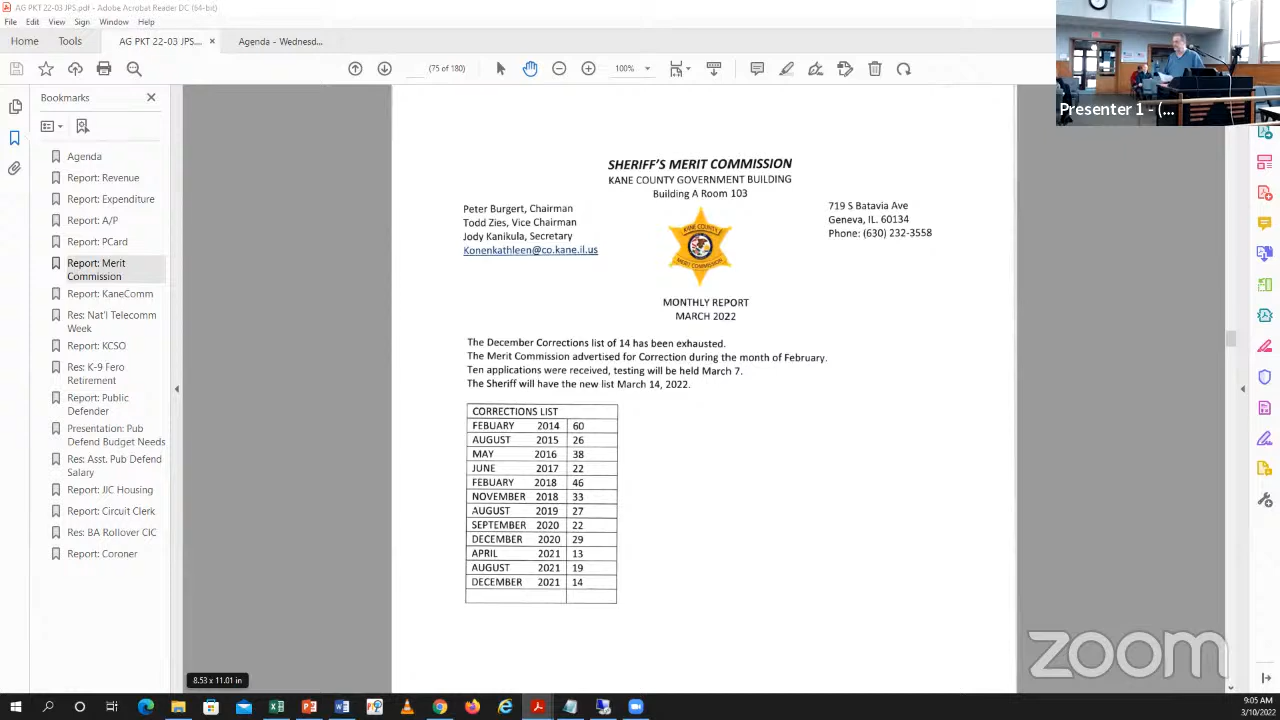 AG PKT 22-03 JPS.pdf - Adobe Acrobat Reader DC (64-bit)
File Edit View Sign Window Help
Home Tools AG PKT 22-03 JPS.... × Agenda - Wednesd...
(75 of 180) 100%
Presenter 1 - (...
Bookmarks
Agenda
Report: Revenue
Report: Expenditure
Report: A/P
Report: PCard
Report: Merit
Commission
Report: KaneComm
Res: Nat'l Telecomm
Week
Report: KCSO
Res: K-9 Fero
Retirement
Report: Public
Defender
Presentation: Pub
Defend Budget Needs
Res: Asst. Pub Defend
Salary
Report: JJC Housing
Report: Circuit Clerk
Res: BA Rollover CIC
Report: Coroner
SHERIFF'S MERIT COMMISSION
KANE COUNTY GOVERNMENT BUILDING
Building A Room 103
Peter Burgert, Chairman
Todd Zies, Vice Chairman
Jody Kanikula, Secretary
Konenkathleen@co.kane.il.us
KANE COUNTY
MERIT COMMISSION
719 S Batavia Ave
Geneva, IL. 60134
Phone: (630) 232-3558
MONTHLY REPORT
MARCH 2022
The December Corrections list of 14 has been exhausted.
The Merit Commission advertised for Correction during the month of February.
Ten applications were received, testing will be held March 7.
The Sheriff will have the new list March 14, 2022.
CORRECTIONS LIST
FEBUARY 2014 60
AUGUST 2015 26
MAY 2016 38
JUNE 2017 22
FEBUARY 2018 46
NOVEMBER 2018 33
AUGUST 2019 27
SEPTEMBER 2020 22
DECEMBER 2020 29
APRIL 2021 13
AUGUST 2021 19
DECEMBER 2021 14
zoom
8.53 x 11.01 in
9:05 AM
3/10/2022